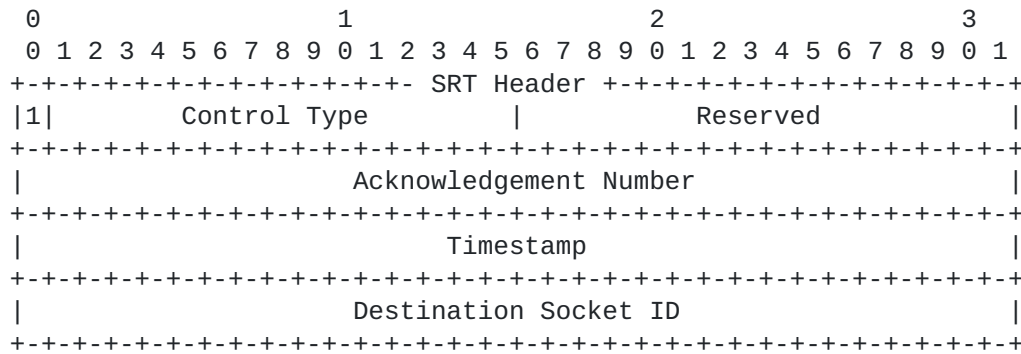 0                   1                   2                   3
 0 1 2 3 4 5 6 7 8 9 0 1 2 3 4 5 6 7 8 9 0 1 2 3 4 5 6 7 8 9 0 1
+-+-+-+-+-+-+-+-+-+-+-+-+- SRT Header +-+-+-+-+-+-+-+-+-+-+-+-+-+
|1|        Control Type         |           Reserved            |
+-+-+-+-+-+-+-+-+-+-+-+-+-+-+-+-+-+-+-+-+-+-+-+-+-+-+-+-+-+-+-+-+
|                     Acknowledgement Number                    |
+-+-+-+-+-+-+-+-+-+-+-+-+-+-+-+-+-+-+-+-+-+-+-+-+-+-+-+-+-+-+-+-+
|                           Timestamp                           |
+-+-+-+-+-+-+-+-+-+-+-+-+-+-+-+-+-+-+-+-+-+-+-+-+-+-+-+-+-+-+-+-+
|                     Destination Socket ID                     |
+-+-+-+-+-+-+-+-+-+-+-+-+-+-+-+-+-+-+-+-+-+-+-+-+-+-+-+-+-+-+-+-+